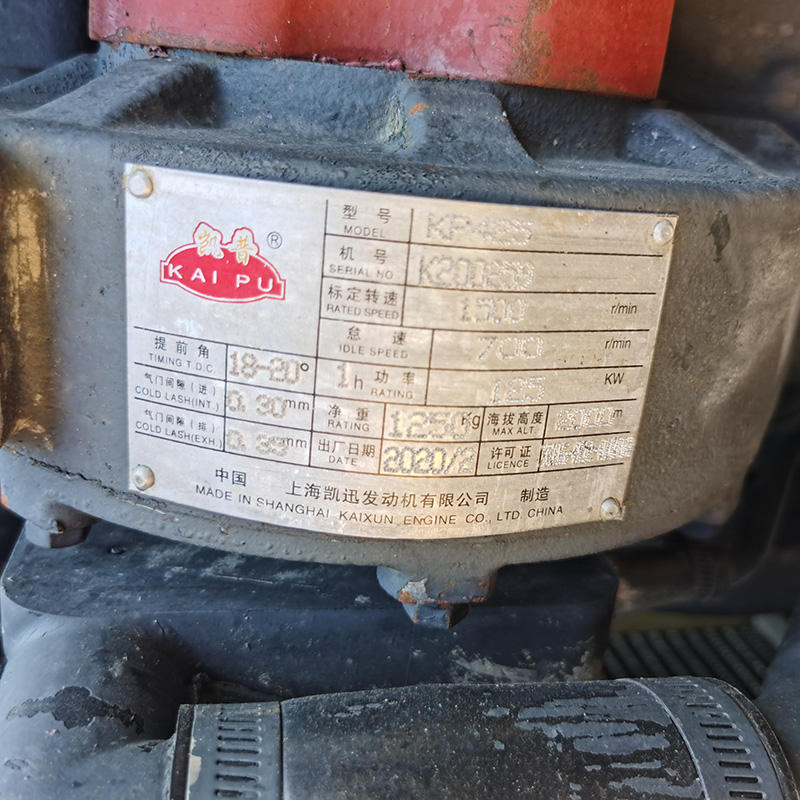 凯普®
KAI PU
型号 MODEL
机号 SERIAL NO
标定转速 RATED SPEED 1500 r/min
怠速 IDLE SPEED 700 r/min
提前角 TIMING T.D.C. 18-20° 1h 功率 RATING 125 KW
气门间隙(进) COLD LASH(INT.) 0.30mm 净重 RATING 1250 Kg 海拔高度 MAX ALT. m
气门间隙(排) COLD LASH(EXH.) mm 出厂日期 DATE 2020/2 许可证 LICENCE
中国 上海凯迅发动机有限公司 制造
MADE IN SHANGHAI KAIXUN ENGINE CO., LTD. CHINA